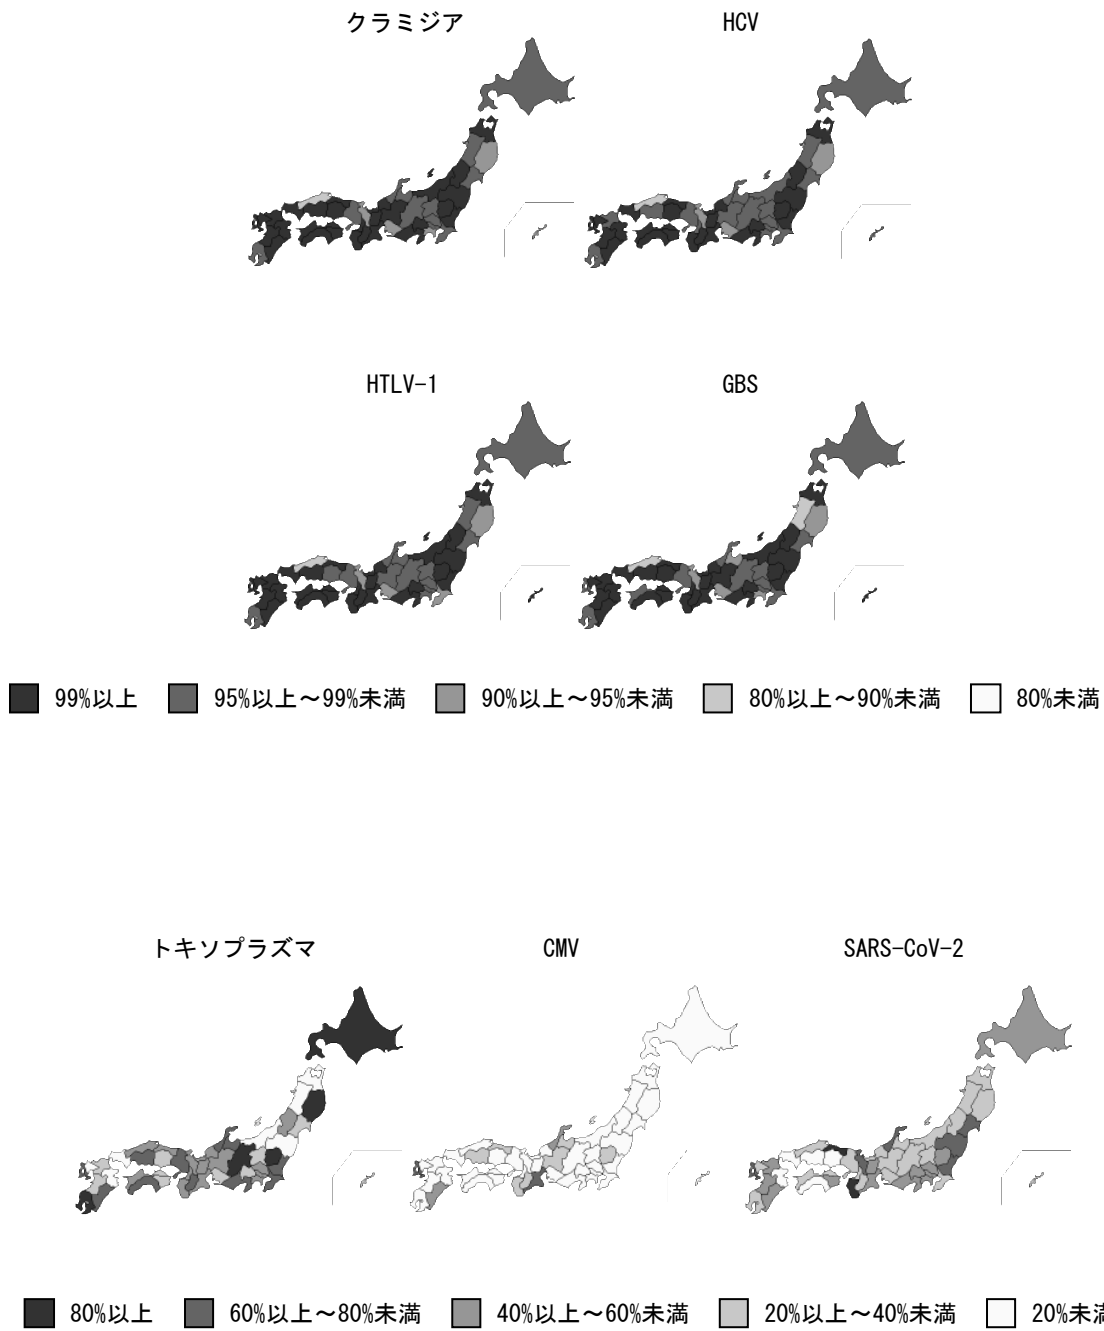 クラミジア HCV
HTLV-1 GBS
99%以上 95%以上～99%未満 90%以上～95%未満 80%以上～90%未満 80%未満
トキソプラズマ CMV SARS-CoV-2
80%以上 60%以上～80%未満 40%以上～60%未満 20%以上～40%未満 20%未満